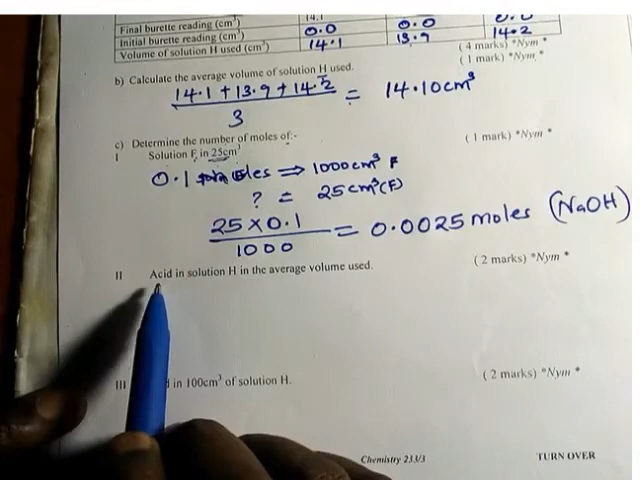 14.1
Final burette reading (cm³)
Initial burette reading (cm³) 0.0 0.0 0.0
Volume of solution H used (cm³) 14.1 13.9 14.2
( 4 marks) *Nym *
( 1 mark) *Nym *
b) Calculate the average volume of solution H used.
14.1 + 13.9 + 14.2
3
= 14.10cm³
c) Determine the number of moles of:- ( 1 mark) *Nym *
I Solution F in 25cm³
0.1 moles ⇒ 1000cm³ F
? = 25cm³(F)
25 × 0.1
1000
= 0.0025 moles (NaOH)
II Acid in solution H in the average volume used. ( 2 marks) *Nym *
III in 100cm³ of solution H. ( 2 marks) *Nym *
Chemistry 233/3 TURN OVER